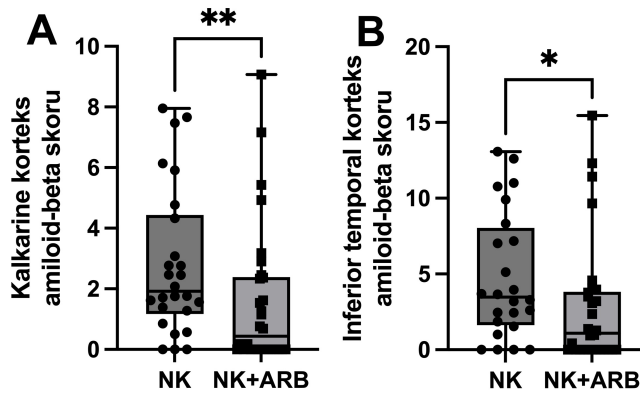 A
Kalkarine korteks
amiloid-beta skoru
10
8
6
4
2
0
**
NK
NK+ARB
B
Inferior temporal korteks
amiloid-beta skoru
20
15
10
5
0
*
NK
NK+ARB